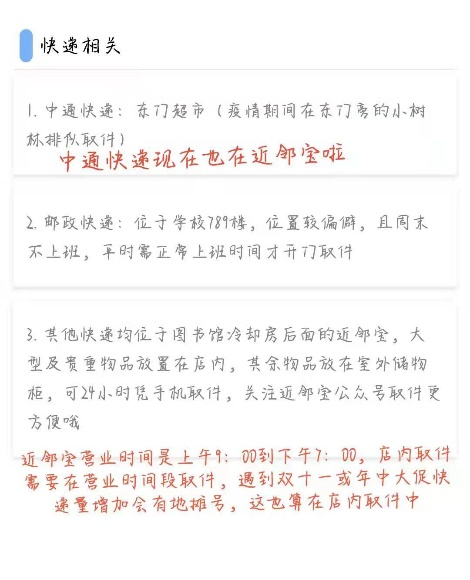 快递相关
1. 中通快递：东门超市（疫情期间在东门旁的小树
林排队取件）
中通快递现在也在近邻宝啦
2. 邮政快递：位于学校789楼，位置较偏僻，且周末
不上班，平时需正常上班时间才开门取件
3. 其他快递均位于图书馆冷却房后面的近邻宝，大
型及贵重物品放置在店内，其余物品放在室外储物
柜，可24小时凭手机取件，关注近邻宝公众号取件更
方便哦
近邻宝营业时间是上午9：00到下午7：00，店内取件
需要在营业时间段取件，遇到双十一或年中大促快
递量增加会有地摊号，这也算在店内取件中